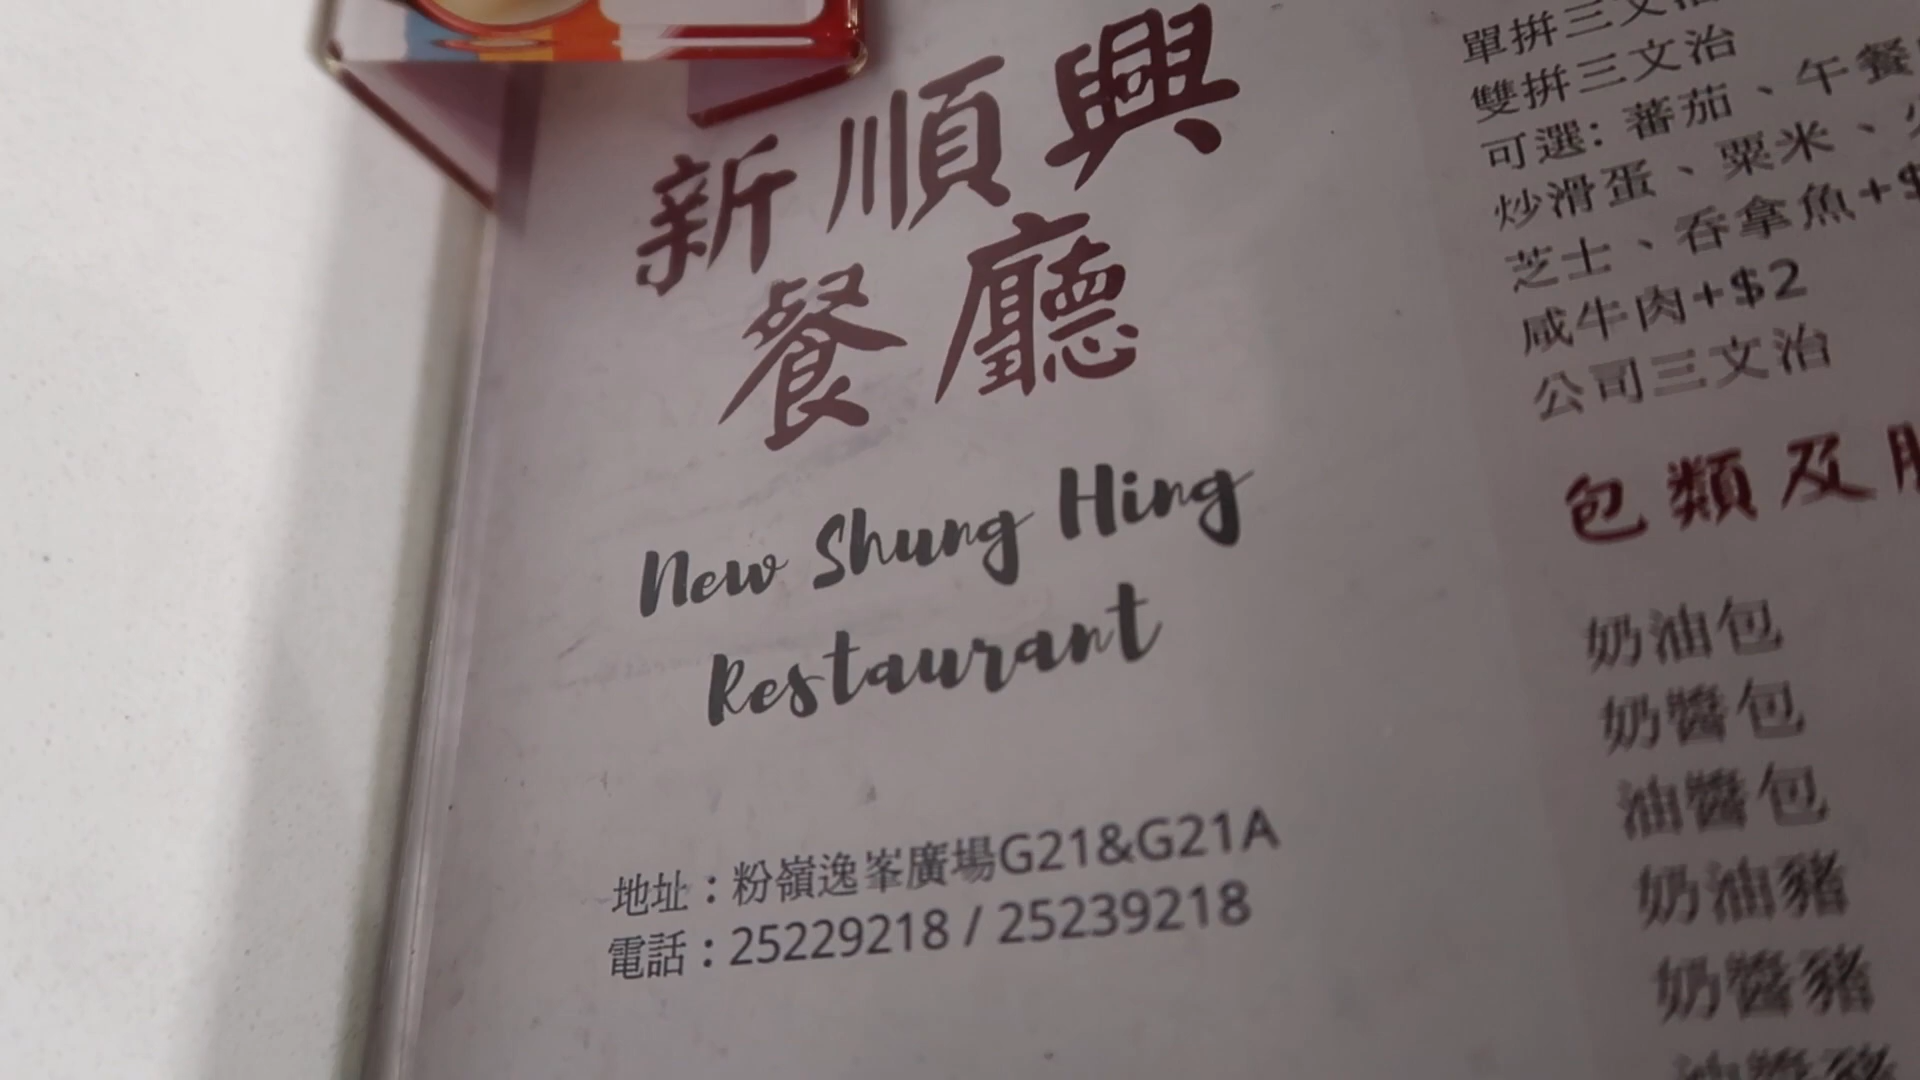 新順興
餐廳
New Shung Hing
Restaurant
地址：粉嶺逸峯廣場G21&G21A
電話：25229218 / 25239218
單拼三文治
雙拼三文治
可選: 蕃茄、午餐
炒滑蛋、粟米、
芝士、吞拿魚+$
咸牛肉+$2
公司三文治
包類及
奶油包
奶醬包
油醬包
奶油豬
奶醬豬
油醬豬